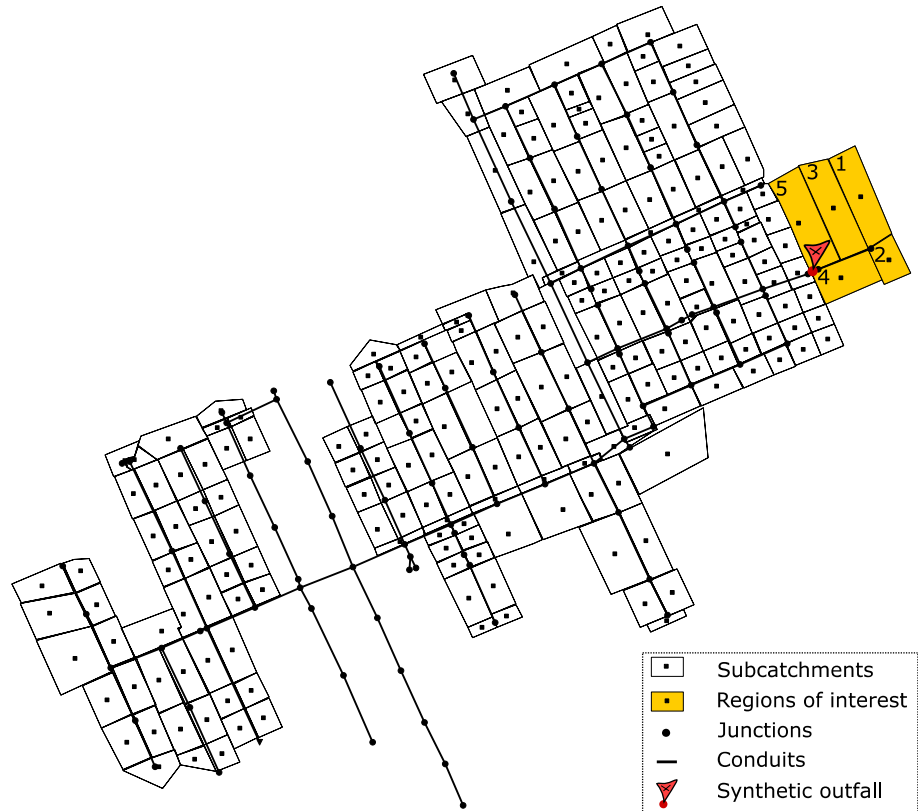 1
3
5
2
4
Subcatchments
Regions of interest
Junctions
Conduits
Synthetic outfall